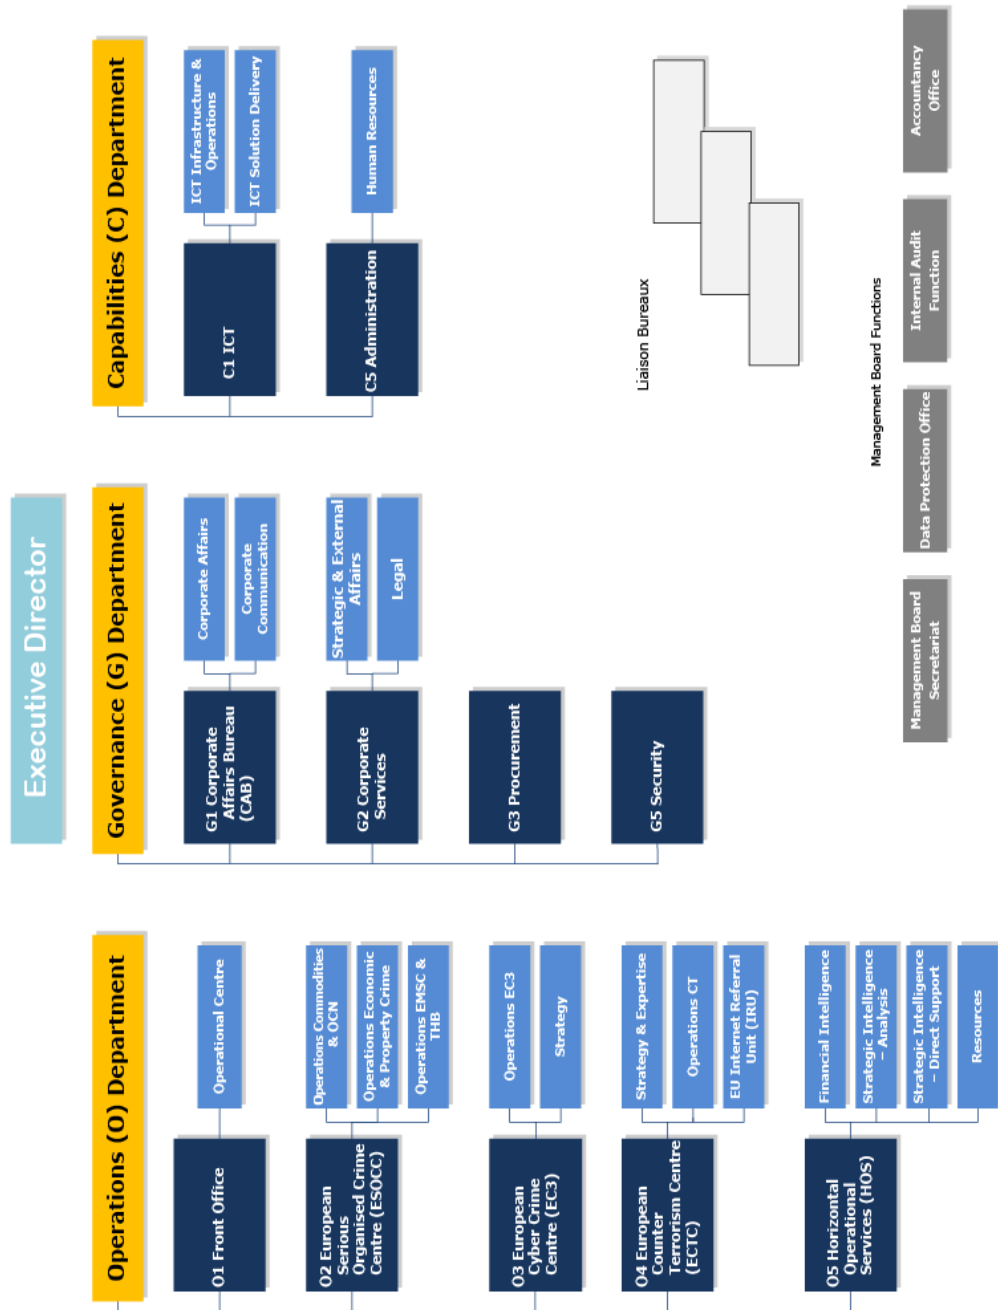 Executive Director
Operations (O) Department
O1 Front Office
Operational Centre
O2 European
Serious
Organised Crime
Centre (ESOCC)
Operations Commodities
& OCN
Operations Economic
& Property Crime
Operations EMSC &
THB
O3 European
Cyber Crime
Centre (EC3)
Operations EC3
Strategy
O4 European
Counter
Terrorism Centre
(ECTC)
Strategy & Expertise
Operations CT
EU Internet Referral
Unit (IRU)
O5 Horizontal
Operational
Services (HOS)
Financial Intelligence
Strategic Intelligence
– Analysis
Strategic Intelligence
– Direct Support
Resources
Governance (G) Department
G1 Corporate
Affairs Bureau
(CAB)
Corporate Affairs
Corporate
Communication
G2 Corporate
Services
Strategic & External
Affairs
Legal
G3 Procurement
G5 Security
Capabilities (C) Department
C1 ICT
ICT Infrastructure &
Operations
ICT Solution Delivery
C5 Administration
Human Resources
Liaison Bureaux
Management Board Functions
Management Board
Secretariat
Data Protection Office
Internal Audit
Function
Accountancy
Office